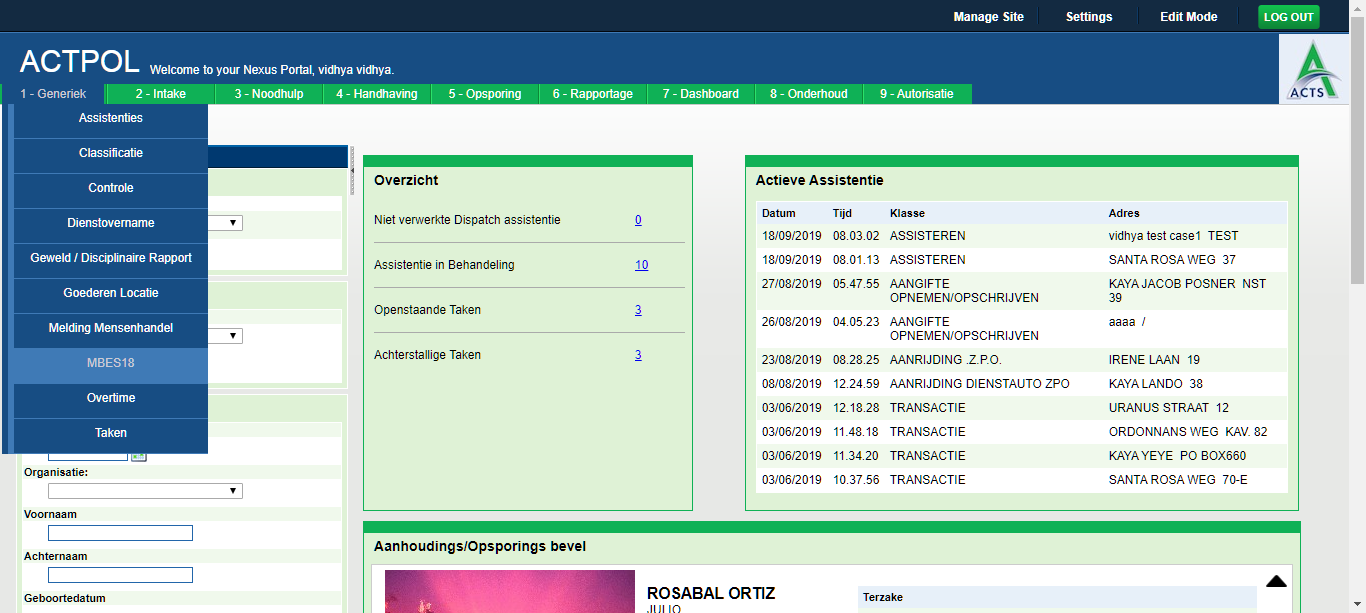 Manage Site
Settings
Edit Mode
LOG OUT
ACTPOL
Welcome to your Nexus Portal, vidhya vidhya.
ACTS
1 - Generiek
2 - Intake
3 - Noodhulp
4 - Handhaving
5 - Opsporing
6 - Rapportage
7 - Dashboard
8 - Onderhoud
9 - Autorisatie
Assistenties
Classificatie
Controle
Dienstovername
Geweld / Disciplinaire Rapport
Goederen Locatie
Melding Mensenhandel
MBES18
Overtime
Taken
Organisatie:
Voornaam
Achternaam
Geboortedatum
Overzicht
Niet verwerkte Dispatch assistentie 0
Assistentie in Behandeling 10
Openstaande Taken 3
Achterstallige Taken 3
Actieve Assistentie
Datum Tijd Klasse Adres
18/09/2019 08.03.02 ASSISTEREN vidhya test case1 TEST
18/09/2019 08.01.13 ASSISTEREN SANTA ROSA WEG 37
27/08/2019 05.47.55 AANGIFTE KAYA JACOB POSNER NST
OPNEMEN/OPSCHRIJVEN 39
26/08/2019 04.05.23 AANGIFTE aaaa /
OPNEMEN/OPSCHRIJVEN
23/08/2019 08.28.25 AANRIJDING .Z.P.O. IRENE LAAN 19
08/08/2019 12.24.59 AANRIJDING DIENSTAUTO ZPO KAYA LANDO 38
03/06/2019 12.18.28 TRANSACTIE URANUS STRAAT 12
03/06/2019 11.48.18 TRANSACTIE ORDONNANS WEG KAV. 82
03/06/2019 11.34.20 TRANSACTIE KAYA YEYE PO BOX660
03/06/2019 10.37.56 TRANSACTIE SANTA ROSA WEG 70-E
Aanhoudings/Opsporings bevel
ROSABAL ORTIZ
JULIO
Terzake